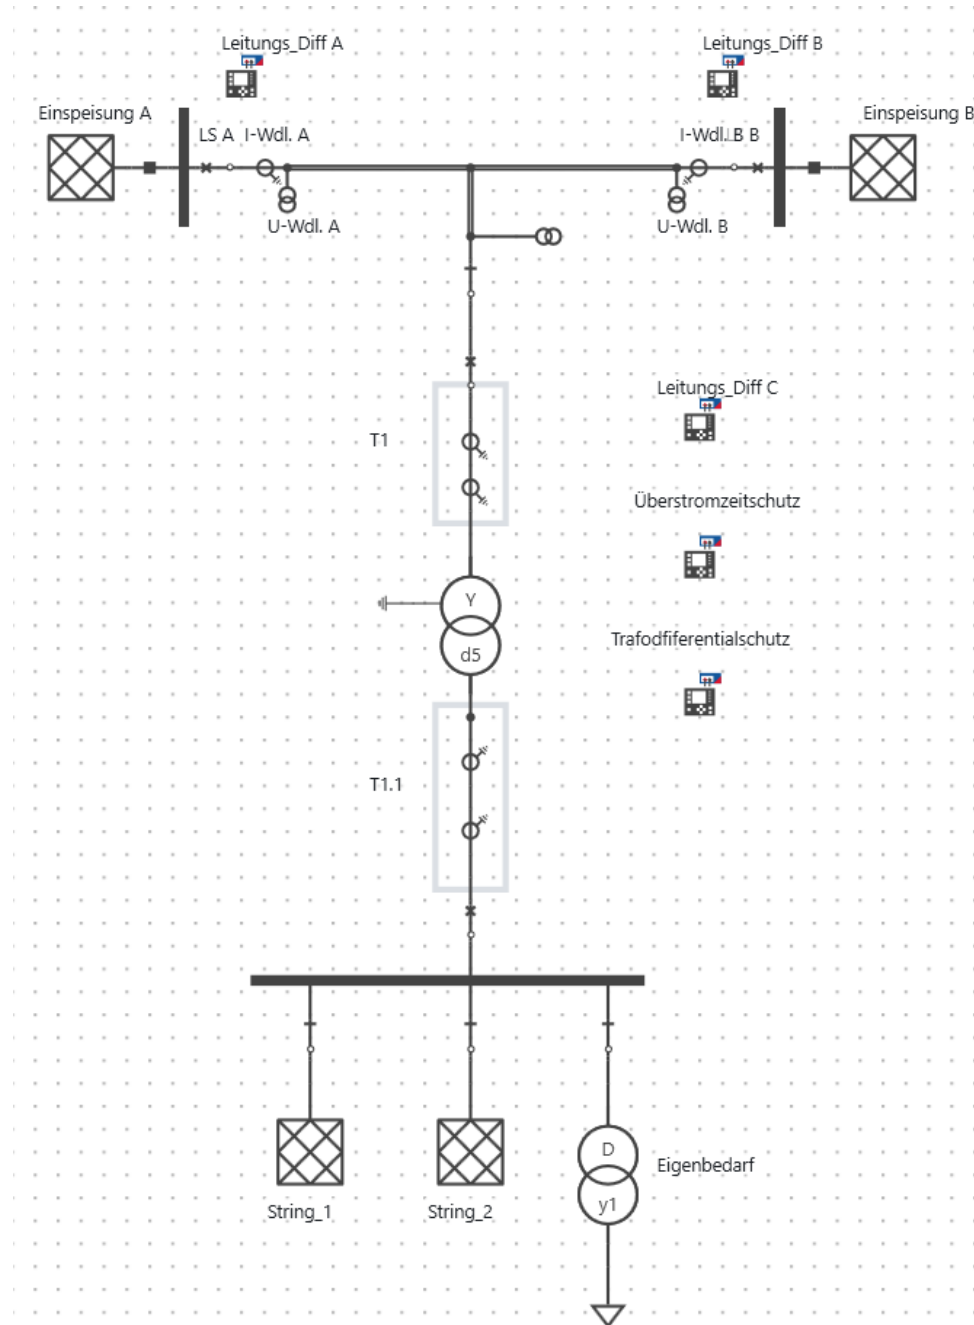 Leitungs_Diff A
Leitungs_Diff B
Einspeisung A
Einspeisung B
LS A
I-Wdl. A
I-Wdl. B B
U-Wdl. A
U-Wdl. B
Leitungs_Diff C
T1
Überstromzeitschutz
Y
d5
Trafodfiferentialschutz
T1.1
D
y1
Eigenbedarf
String_1
String_2